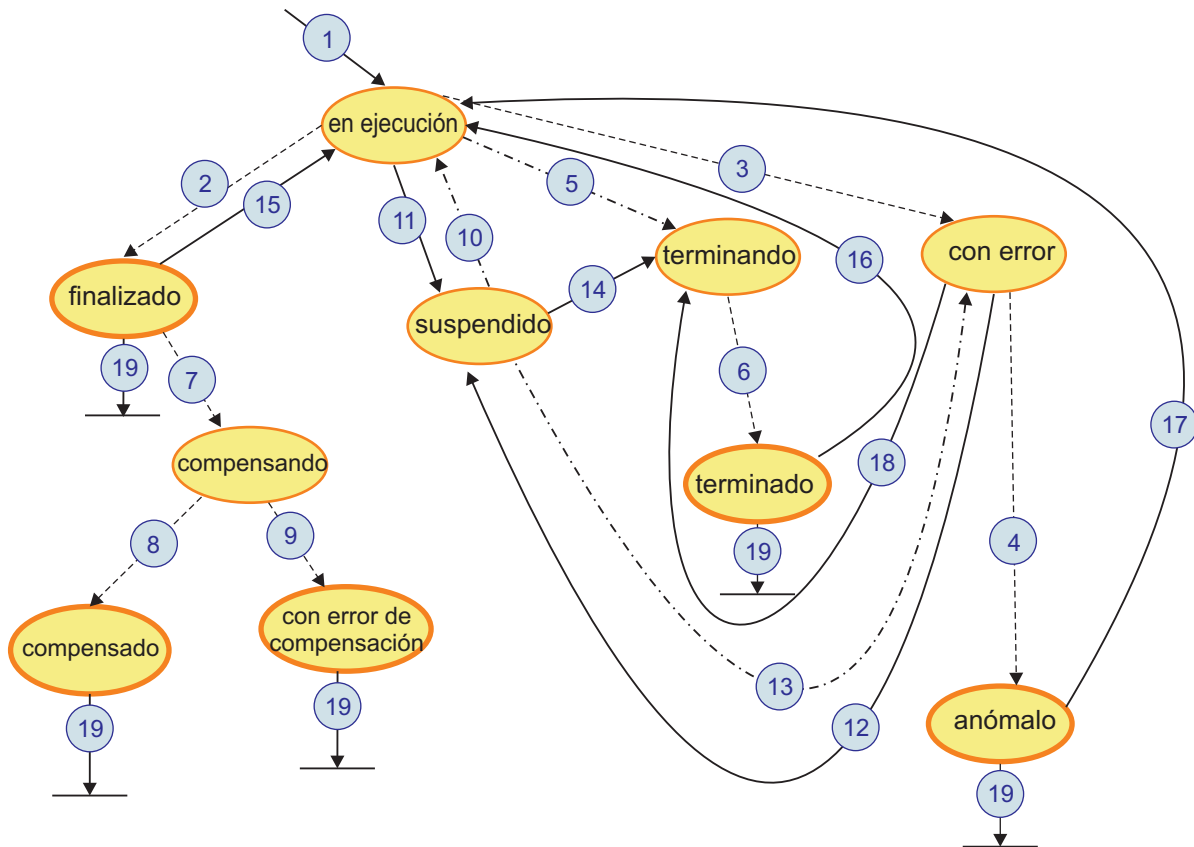 1
en ejecución
2
15
11
10
5
3
finalizado
suspendido
14
terminando
16
con error
19
7
6
17
compensando
terminado
18
8
9
19
4
compensado
con error de
compensación
13
12
anómalo
19
19
19